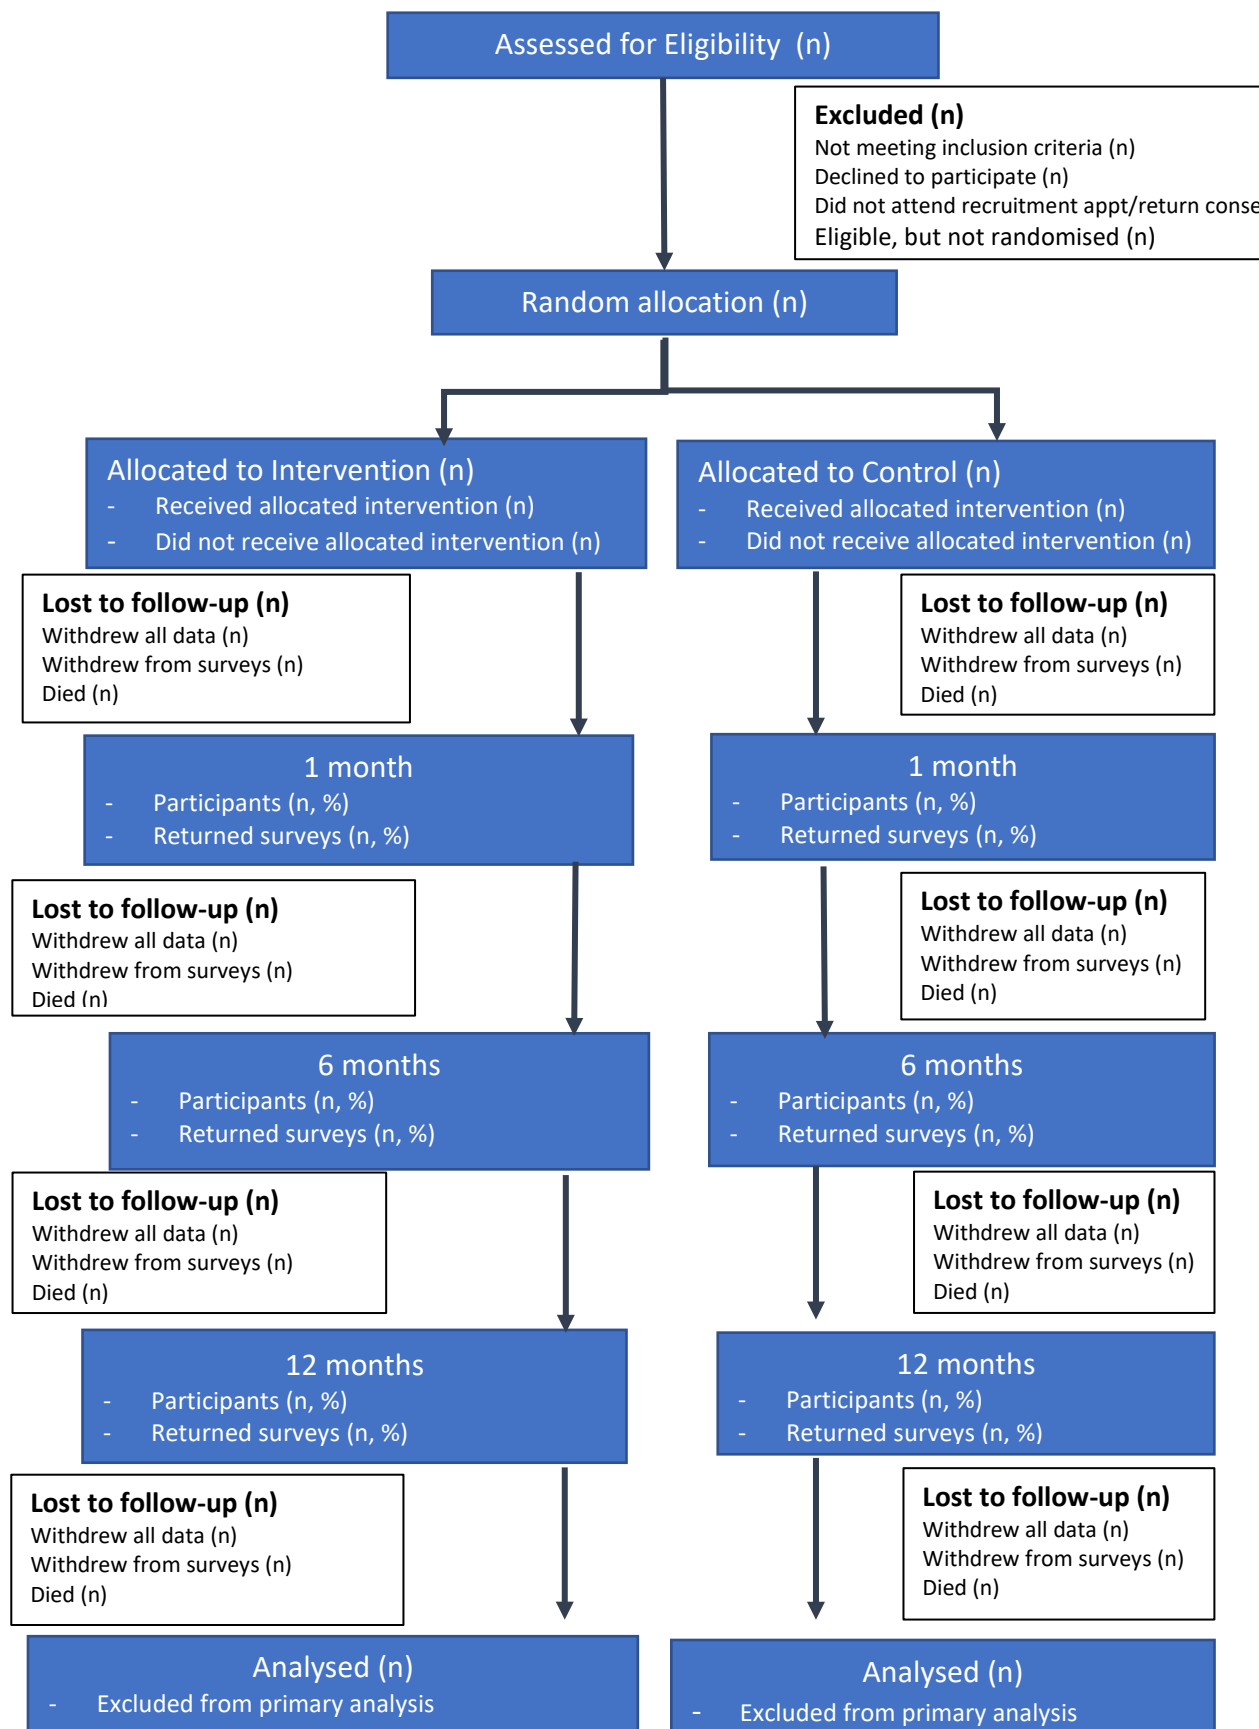 Assessed for Eligibility (n)
Excluded (n)
Not meeting inclusion criteria (n)
Declined to participate (n)
Did not attend recruitment appt/return conse
Eligible, but not randomised (n)
Random allocation (n)
Allocated to Intervention (n)
- Received allocated intervention (n)
- Did not receive allocated intervention (n)
Allocated to Control (n)
- Received allocated intervention (n)
- Did not receive allocated intervention (n)
Lost to follow-up (n)
Withdrew all data (n)
Withdrew from surveys (n)
Died (n)
Lost to follow-up (n)
Withdrew all data (n)
Withdrew from surveys (n)
Died (n)
1 month
- Participants (n, %)
- Returned surveys (n, %)
1 month
- Participants (n, %)
- Returned surveys (n, %)
Lost to follow-up (n)
Withdrew all data (n)
Withdrew from surveys (n)
Died (n)
Lost to follow-up (n)
Withdrew all data (n)
Withdrew from surveys (n)
Died (n)
6 months
- Participants (n, %)
- Returned surveys (n, %)
6 months
- Participants (n, %)
- Returned surveys (n, %)
Lost to follow-up (n)
Withdrew all data (n)
Withdrew from surveys (n)
Died (n)
Lost to follow-up (n)
Withdrew all data (n)
Withdrew from surveys (n)
Died (n)
12 months
- Participants (n, %)
- Returned surveys (n, %)
12 months
- Participants (n, %)
- Returned surveys (n, %)
Lost to follow-up (n)
Withdrew all data (n)
Withdrew from surveys (n)
Died (n)
Lost to follow-up (n)
Withdrew all data (n)
Withdrew from surveys (n)
Died (n)
Analysed (n)
- Excluded from primary analysis
Analysed (n)
- Excluded from primary analysis